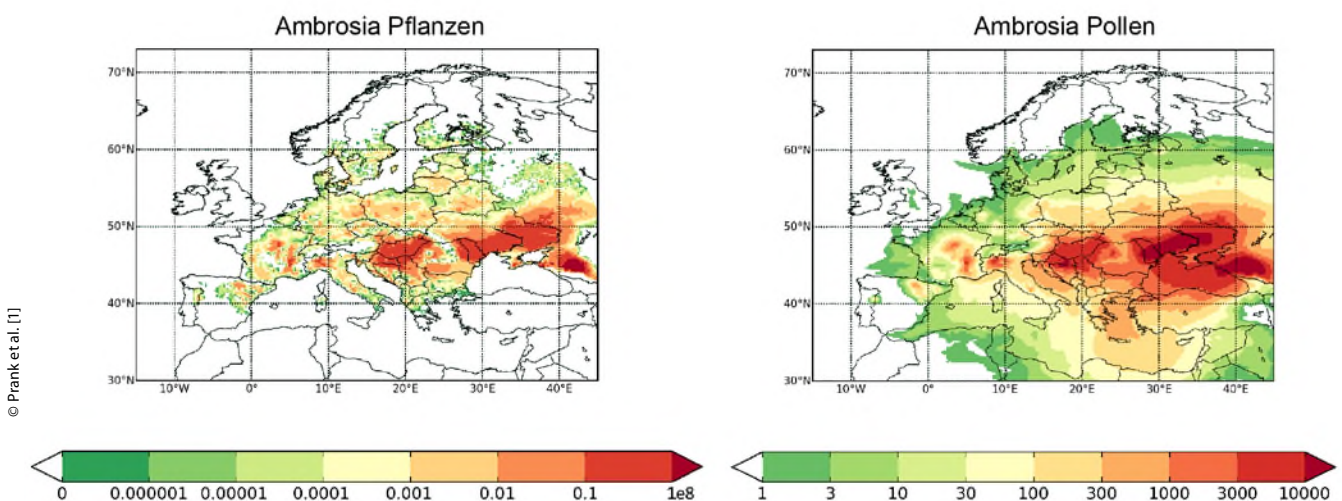 Ambrosia Pflanzen
70°N
60°N
50°N
40°N
30°N
10°W 0° 10°E 20°E 30°E 40°E
0 0.000001 0.00001 0.0001 0.001 0.01 0.1 1e8
Ambrosia Pollen
70°N
60°N
50°N
40°N
30°N
10°W 0° 10°E 20°E 30°E 40°E
1 3 10 30 100 300 1000 3000 10000
© Prank et al. [1]